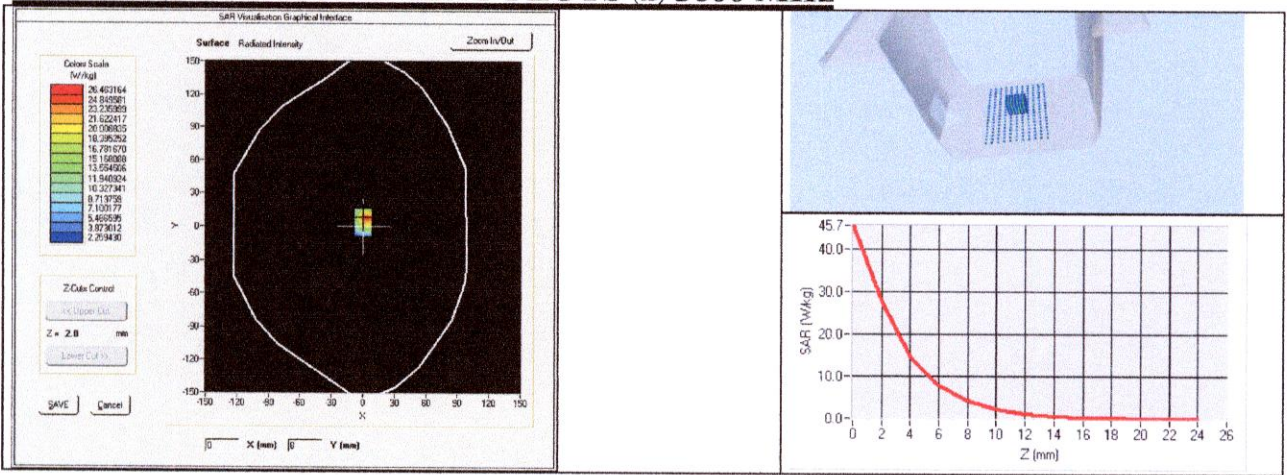 SAR Visualisation Graphical Interface
Surface Radiated Intensity
Zoom In/Out
Colors Scale
(W/kg)
26.463164
24.849581
23.235999
21.622417
20.008835
18.395252
16.781670
15.168088
13.554506
11.940924
10.327341
8.713759
7.100177
5.486595
3.873012
2.259430
150-
120-
90-
60-
30-
0-
-30-
-60-
-90-
-120-
-150-
Y
-150 -120 -90 -60 -30 0 30 60 90 120 150
X
Z-Cuts Control
Z = 2.0 mm
SAVE Cancel
0 X (mm) 0 Y (mm)
45.7-
40.0-
30.0-
20.0-
10.0-
0.0-
SAR (W/kg)
0 2 4 6 8 10 12 14 16 18 20 22 24 26
Z (mm)